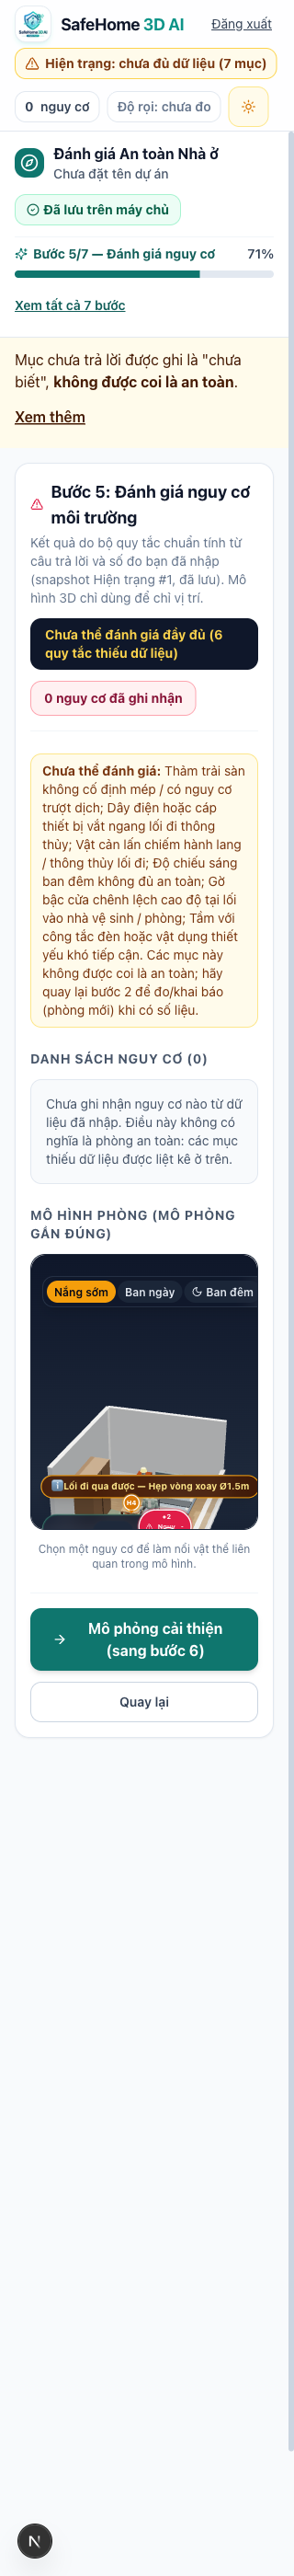 SafeHome 3D AI
Đăng xuất
Hiện trạng: chưa đủ dữ liệu (7 mục)
0 nguy cơ
Độ rọi: chưa đo
Đánh giá An toàn Nhà ở
Chưa đặt tên dự án
Đã lưu trên máy chủ
Bước 5/7 — Đánh giá nguy cơ
71%
Xem tất cả 7 bước
Mục chưa trả lời được ghi là "chưa
biết", không được coi là an toàn.
Xem thêm
Bước 5: Đánh giá nguy cơ
môi trường
Kết quả do bộ quy tắc chuẩn tính từ
câu trả lời và số đo bạn đã nhập
(snapshot Hiện trạng #1, đã lưu). Mô
hình 3D chỉ dùng để chỉ vị trí.
Chưa thể đánh giá đầy đủ (6
quy tắc thiếu dữ liệu)
0 nguy cơ đã ghi nhận
Chưa thể đánh giá: Thảm trải sàn
không cố định mép / có nguy cơ
trượt dịch; Dây điện hoặc cáp
thiết bị vắt ngang lối đi thông
thủy; Vật cản lấn chiếm hành lang
/ thông thủy lối đi; Độ chiếu sáng
ban đêm không đủ an toàn; Gờ
bậc cửa chênh lệch cao độ tại lối
vào nhà vệ sinh / phòng; Tầm với
công tắc đèn hoặc vật dụng thiết
yếu khó tiếp cận. Các mục này
không được coi là an toàn; hãy
quay lại bước 2 để đo/khai báo
(phòng mới) khi có số liệu.
DANH SÁCH NGUY CƠ (0)
Chưa ghi nhận nguy cơ nào từ dữ
liệu đã nhập. Điều này không có
nghĩa là phòng an toàn: các mục
thiếu dữ liệu được liệt kê ở trên.
MÔ HÌNH PHÒNG (MÔ PHỎNG
GẦN ĐÚNG)
Nắng sớm
Ban ngày
Ban đêm
Lối đi qua được — Hẹp vòng xoay Ø1.5m
H4
+2
Chọn một nguy cơ để làm nổi vật thể liên
quan trong mô hình.
Mô phỏng cải thiện
(sang bước 6)
Quay lại
N